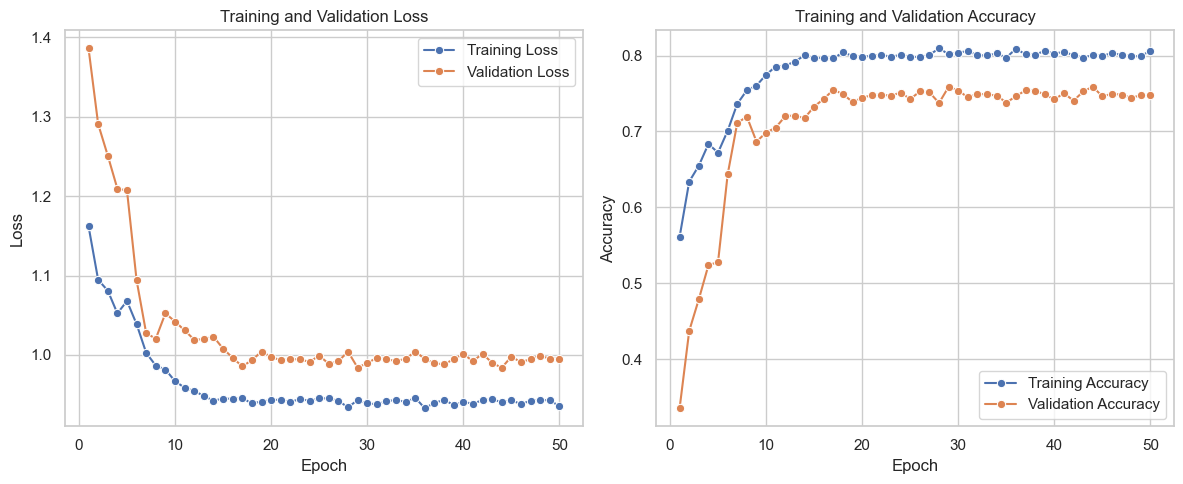 Training and Validation Loss
1.4
1.3
1.2
1.1
1.0
Loss
Training Loss
Validation Loss
0 10 20 30 40 50
Epoch
Training and Validation Accuracy
0.8
0.7
0.6
0.5
0.4
Accuracy
Training Accuracy
Validation Accuracy
0 10 20 30 40 50
Epoch